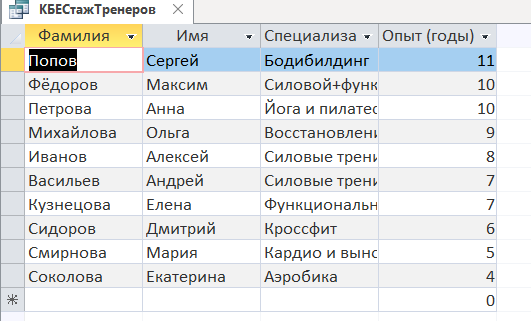 КБЕСтажТренеров
Фамилия Имя Специализа Опыт (годы)
Попов Сергей Бодибилдинг 11
Фёдоров Максим Силовой+функ 10
Петрова Анна Йога и пилатес 10
Михайлова Ольга Восстановлени 9
Иванов Алексей Силовые трени 8
Васильев Андрей Силовые трени 7
Кузнецова Елена Функциональн 7
Сидоров Дмитрий Кроссфит 6
Смирнова Мария Кардио и вынс 5
Соколова Екатерина Аэробика 4
0